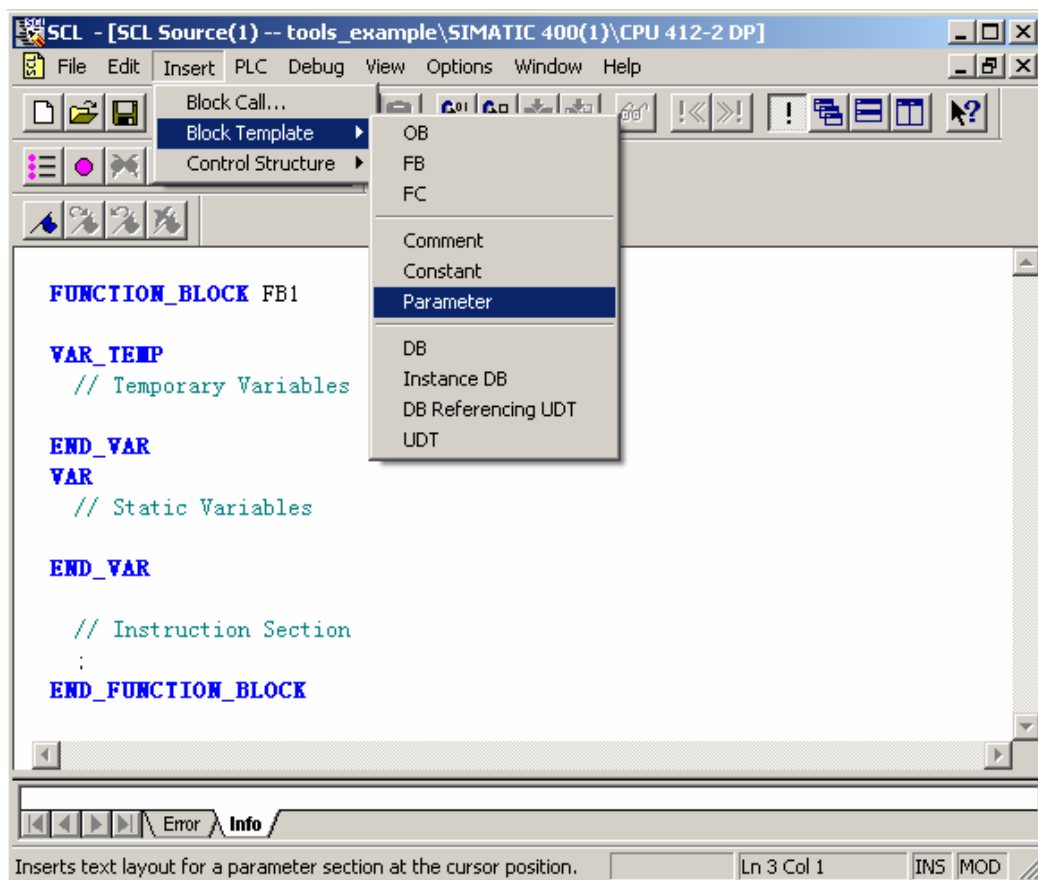 SCL - [SCL Source(1) -- tools_example\SIMATIC 400(1)\CPU 412-2 DP]
File Edit Insert PLC Debug View Options Window Help
Block Call...
Block Template
Control Structure
OB
FB
FC
Comment
Constant
Parameter
DB
Instance DB
DB Referencing UDT
UDT
FUNCTION_BLOCK FB1
VAR_TEMP
// Temporary Variables
END_VAR
VAR
// Static Variables
END_VAR
// Instruction Section
;
END_FUNCTION_BLOCK
Error Info
Inserts text layout for a parameter section at the cursor position. Ln 3 Col 1 INS MOD